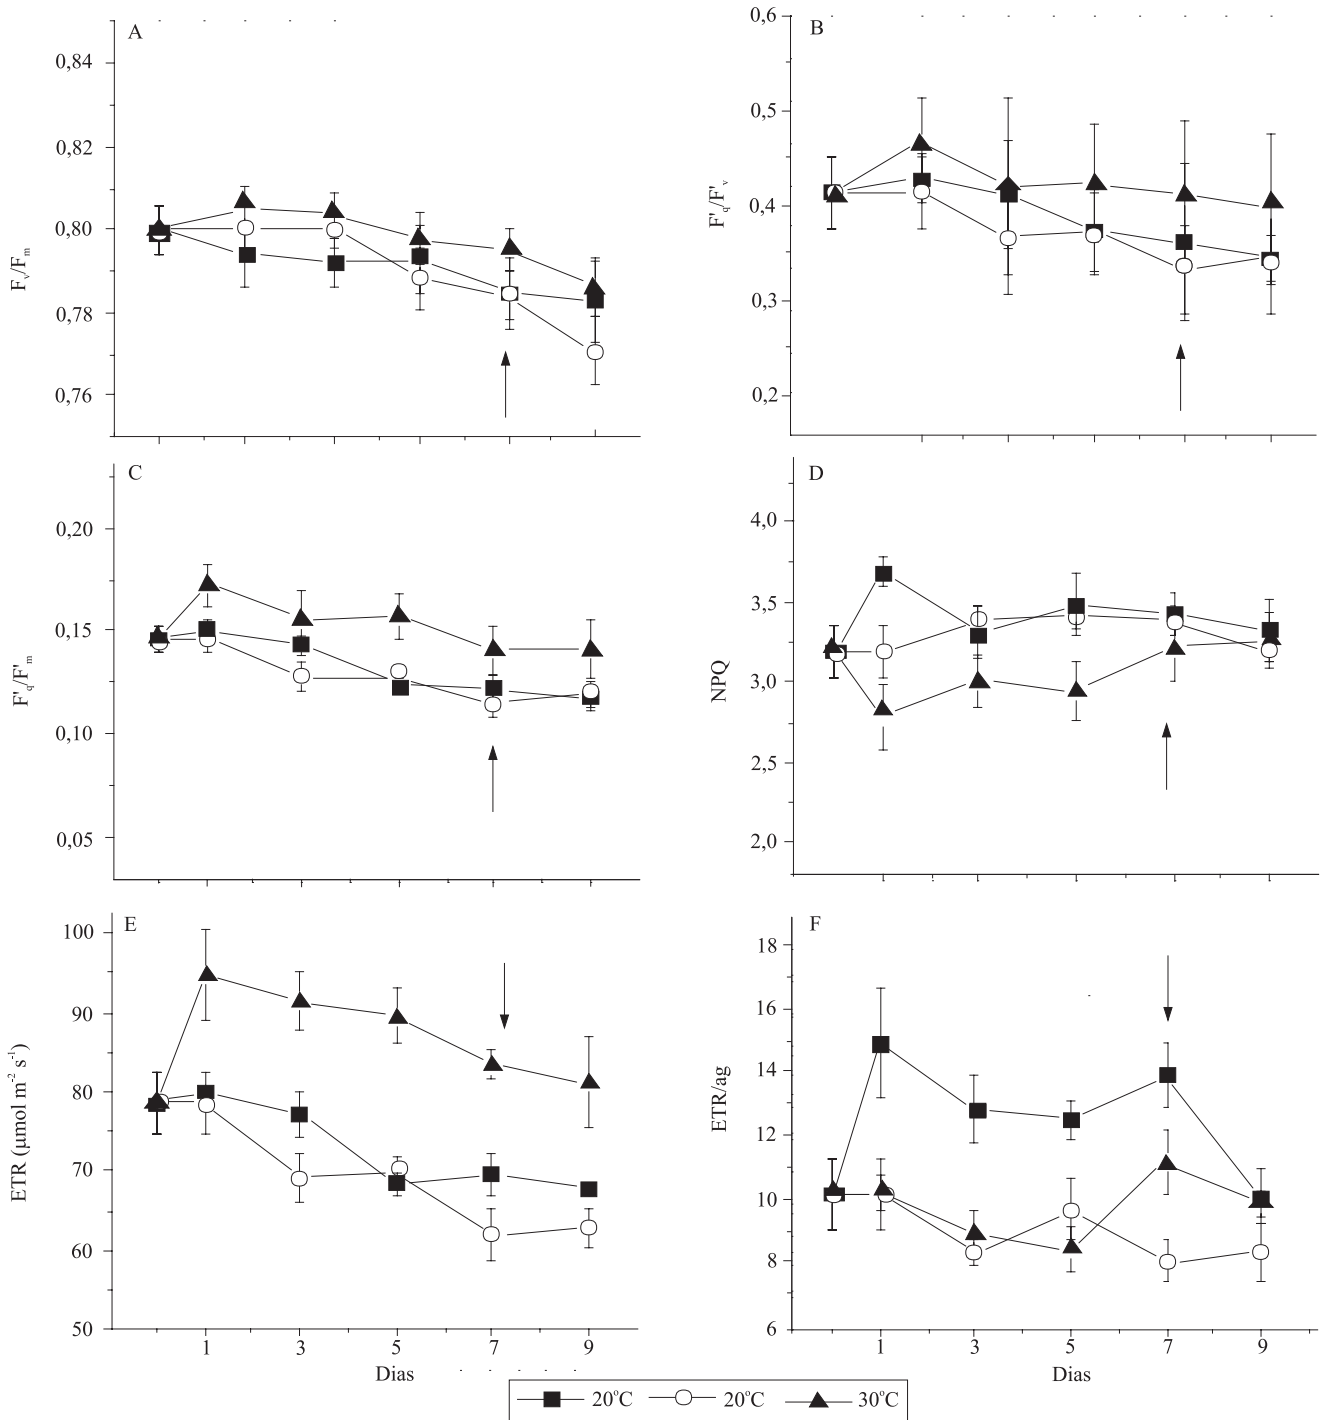 A
0,84
0,82
0,80
0,78
0,76
Fv/Fm
B
0,6
0,5
0,4
0,3
0,2
F'q/F'v
C
0,20
0,15
0,10
0,05
F'q/F'm
D
4,0
3,5
3,0
2,5
2,0
NPQ
E
100
90
80
70
60
50
ETR (µmol m⁻² s⁻¹)
1 3 5 7 9
Dias
F
18
16
14
12
10
8
6
ETR/ag
1 3 5 7 9
Dias
20°C 20°C 30°C